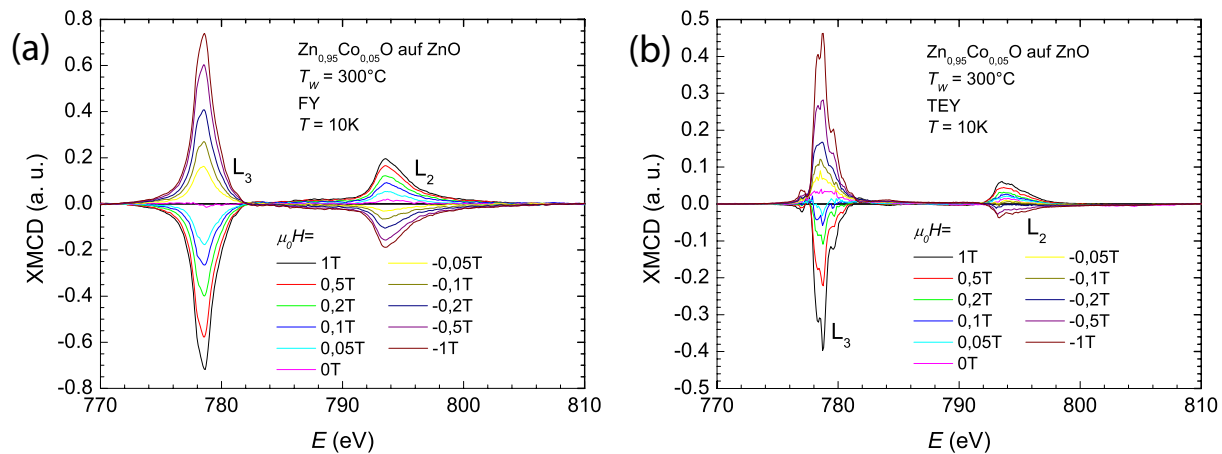 (a)
Zn0,95Co0,05O auf ZnO
TW = 300°C
FY
T = 10K
L3
L2
XMCD (a. u.)
0.8
0.6
0.4
0.2
0.0
-0.2
-0.4
-0.6
-0.8
μ0H=
1T
0,5T
0,2T
0,1T
0,05T
0T
-0,05T
-0,1T
-0,2T
-0,5T
-1T
770 780 790 800 810
E (eV)
(b)
Zn0,95Co0,05O auf ZnO
TW = 300°C
TEY
T = 10K
L2
L3
XMCD (a. u.)
0.5
0.4
0.3
0.2
0.1
0.0
-0.1
-0.2
-0.3
-0.4
-0.5
μ0H=
1T
0,5T
0,2T
0,1T
0,05T
0T
-0,05T
-0,1T
-0,2T
-0,5T
-1T
770 780 790 800 810
E (eV)